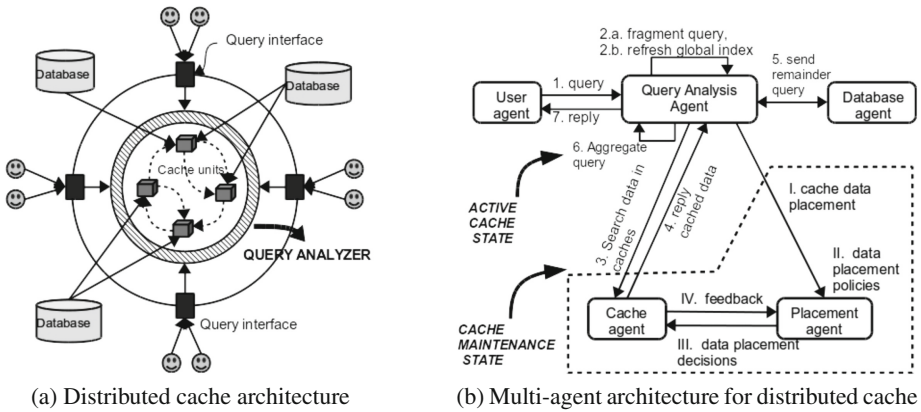 Query interface
Database
Database
Cache units
QUERY ANALYZER
Database
Query interface
(a) Distributed cache architecture
2.a. fragment query,
2.b. refresh global index
5. send
remainder
query
1. query
User
agent
Query Analysis
Agent
Database
agent
7. reply
6. Aggregate
query
ACTIVE
CACHE
STATE
3. Search data in
caches
4. reply
cached data
I. cache data
placement
II. data
placement
policies
CACHE
MAINTENANCE
STATE
Cache
agent
IV. feedback
Placement
agent
III. data placement
decisions
(b) Multi-agent architecture for distributed cache